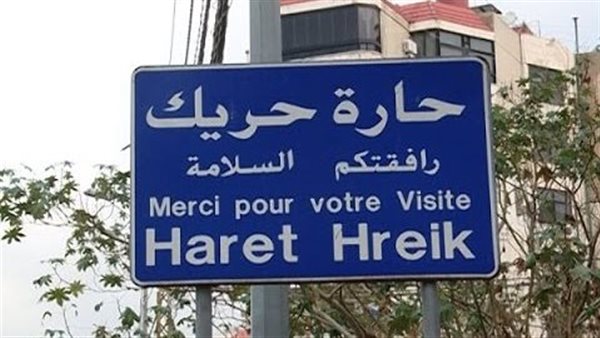 حارة حريك
رافقتكم السلامة
Merci pour votre Visite
Haret Hreik